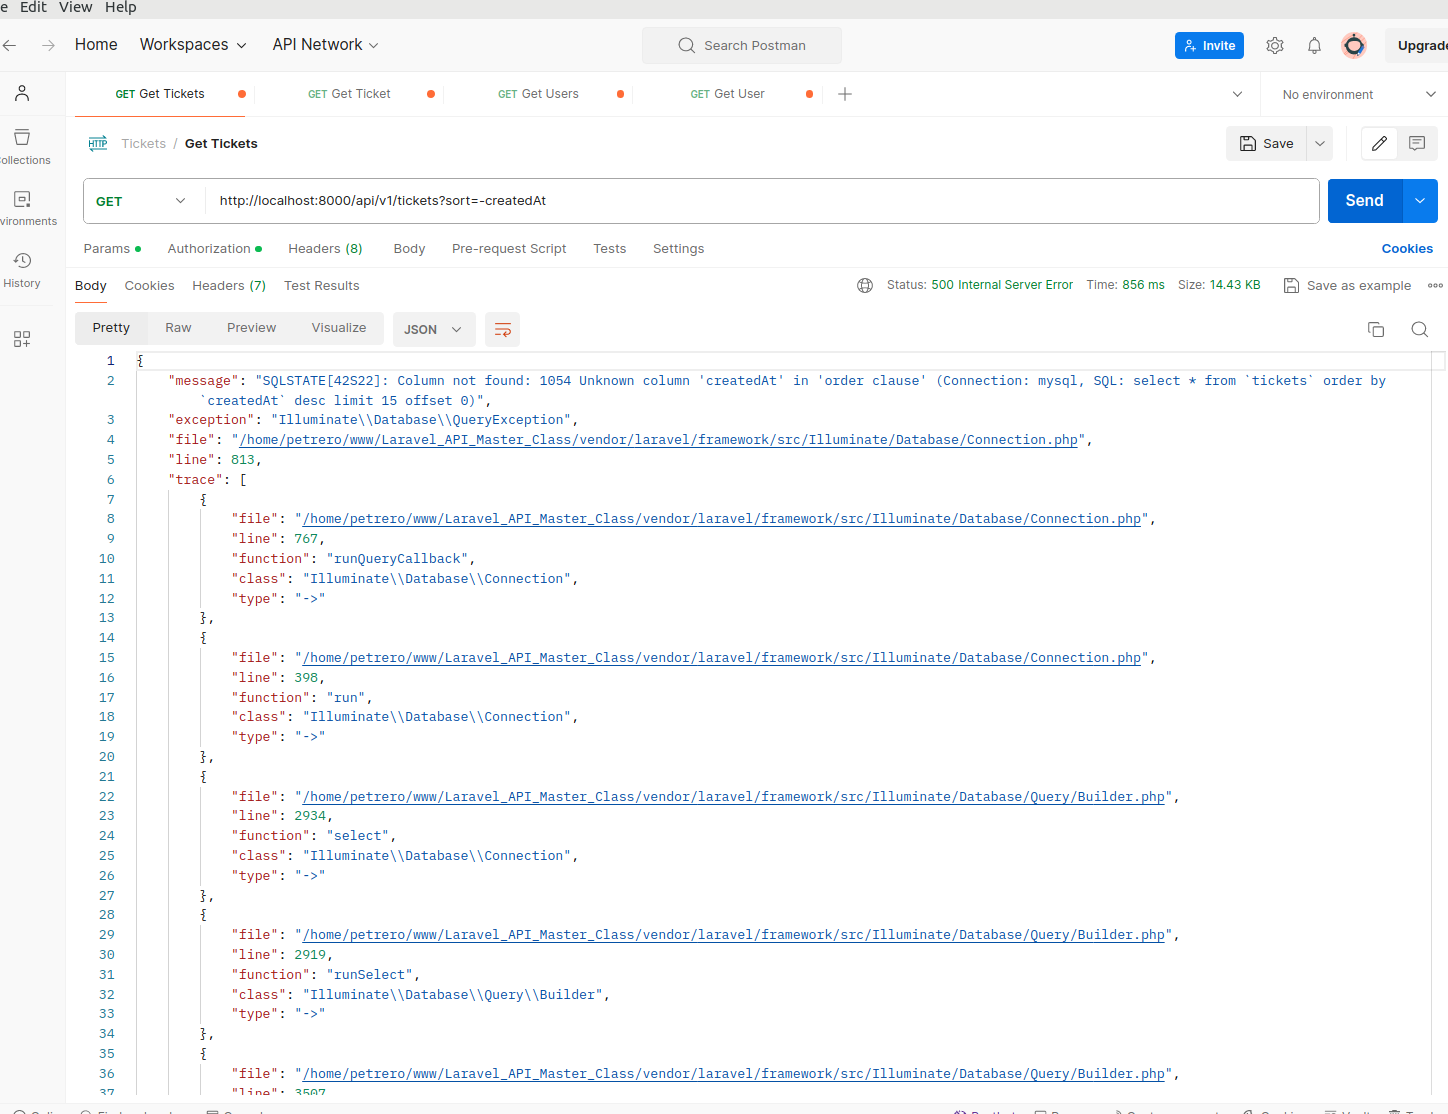 e Edit View Help
Home Workspaces API Network Search Postman Invite Upgrade
GET Get Tickets GET Get Ticket GET Get Users GET Get User No environment
HTTP Tickets / Get Tickets Save
ollections
GET http://localhost:8000/api/v1/tickets?sort=-createdAt Send
vironments
Params Authorization Headers (8) Body Pre-request Script Tests Settings Cookies
History
Body Cookies Headers (7) Test Results Status: 500 Internal Server Error Time: 856 ms Size: 14.43 KB Save as example
Pretty Raw Preview Visualize JSON
1 {
2 "message": "SQLSTATE[42S22]: Column not found: 1054 Unknown column 'createdAt' in 'order clause' (Connection: mysql, SQL: select * from `tickets` order by
`createdAt` desc limit 15 offset 0)",
3 "exception": "Illuminate\\Database\\QueryException",
4 "file": "/home/petrero/www/Laravel_API_Master_Class/vendor/laravel/framework/src/Illuminate/Database/Connection.php",
5 "line": 813,
6 "trace": [
7 {
8 "file": "/home/petrero/www/Laravel_API_Master_Class/vendor/laravel/framework/src/Illuminate/Database/Connection.php",
9 "line": 767,
10 "function": "runQueryCallback",
11 "class": "Illuminate\\Database\\Connection",
12 "type": "->"
13 },
14 {
15 "file": "/home/petrero/www/Laravel_API_Master_Class/vendor/laravel/framework/src/Illuminate/Database/Connection.php",
16 "line": 398,
17 "function": "run",
18 "class": "Illuminate\\Database\\Connection",
19 "type": "->"
20 },
21 {
22 "file": "/home/petrero/www/Laravel_API_Master_Class/vendor/laravel/framework/src/Illuminate/Database/Query/Builder.php",
23 "line": 2934,
24 "function": "select",
25 "class": "Illuminate\\Database\\Connection",
26 "type": "->"
27 },
28 {
29 "file": "/home/petrero/www/Laravel_API_Master_Class/vendor/laravel/framework/src/Illuminate/Database/Query/Builder.php",
30 "line": 2919,
31 "function": "runSelect",
32 "class": "Illuminate\\Database\\Query\\Builder",
33 "type": "->"
34 },
35 {
36 "file": "/home/petrero/www/Laravel_API_Master_Class/vendor/laravel/framework/src/Illuminate/Database/Query/Builder.php",
37 "line": 3507